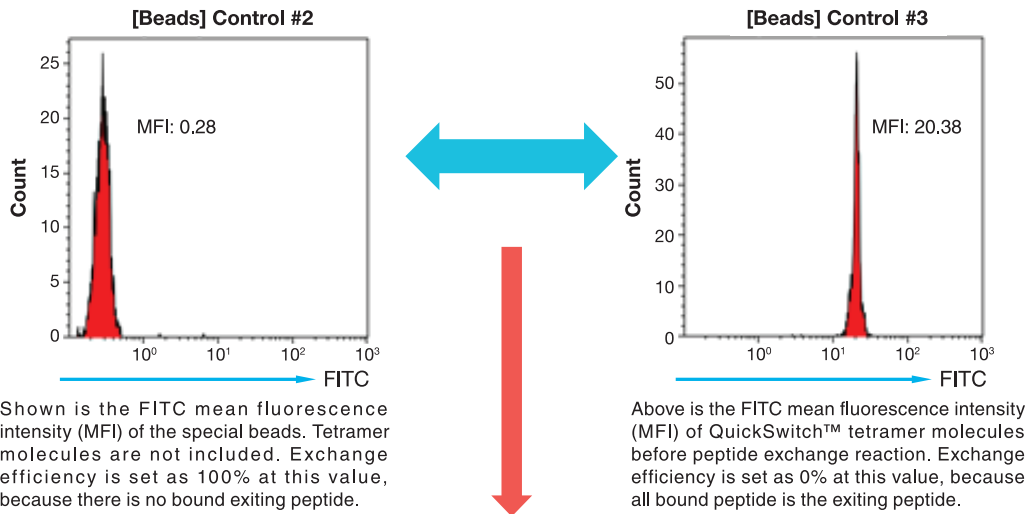 [Beads] Control #2
25
20
15
10
5
0
Count
MFI: 0.28
10⁰ 10¹ 10² 10³
FITC
Shown is the FITC mean fluorescence
intensity (MFI) of the special beads. Tetramer
molecules are not included. Exchange
efficiency is set as 100% at this value,
because there is no bound exiting peptide.
[Beads] Control #3
50
40
30
20
10
0
Count
MFI: 20.38
10⁰ 10¹ 10² 10³
FITC
Above is the FITC mean fluorescence intensity
(MFI) of QuickSwitch™ tetramer molecules
before peptide exchange reaction. Exchange
efficiency is set as 0% at this value, because
all bound peptide is the exiting peptide.